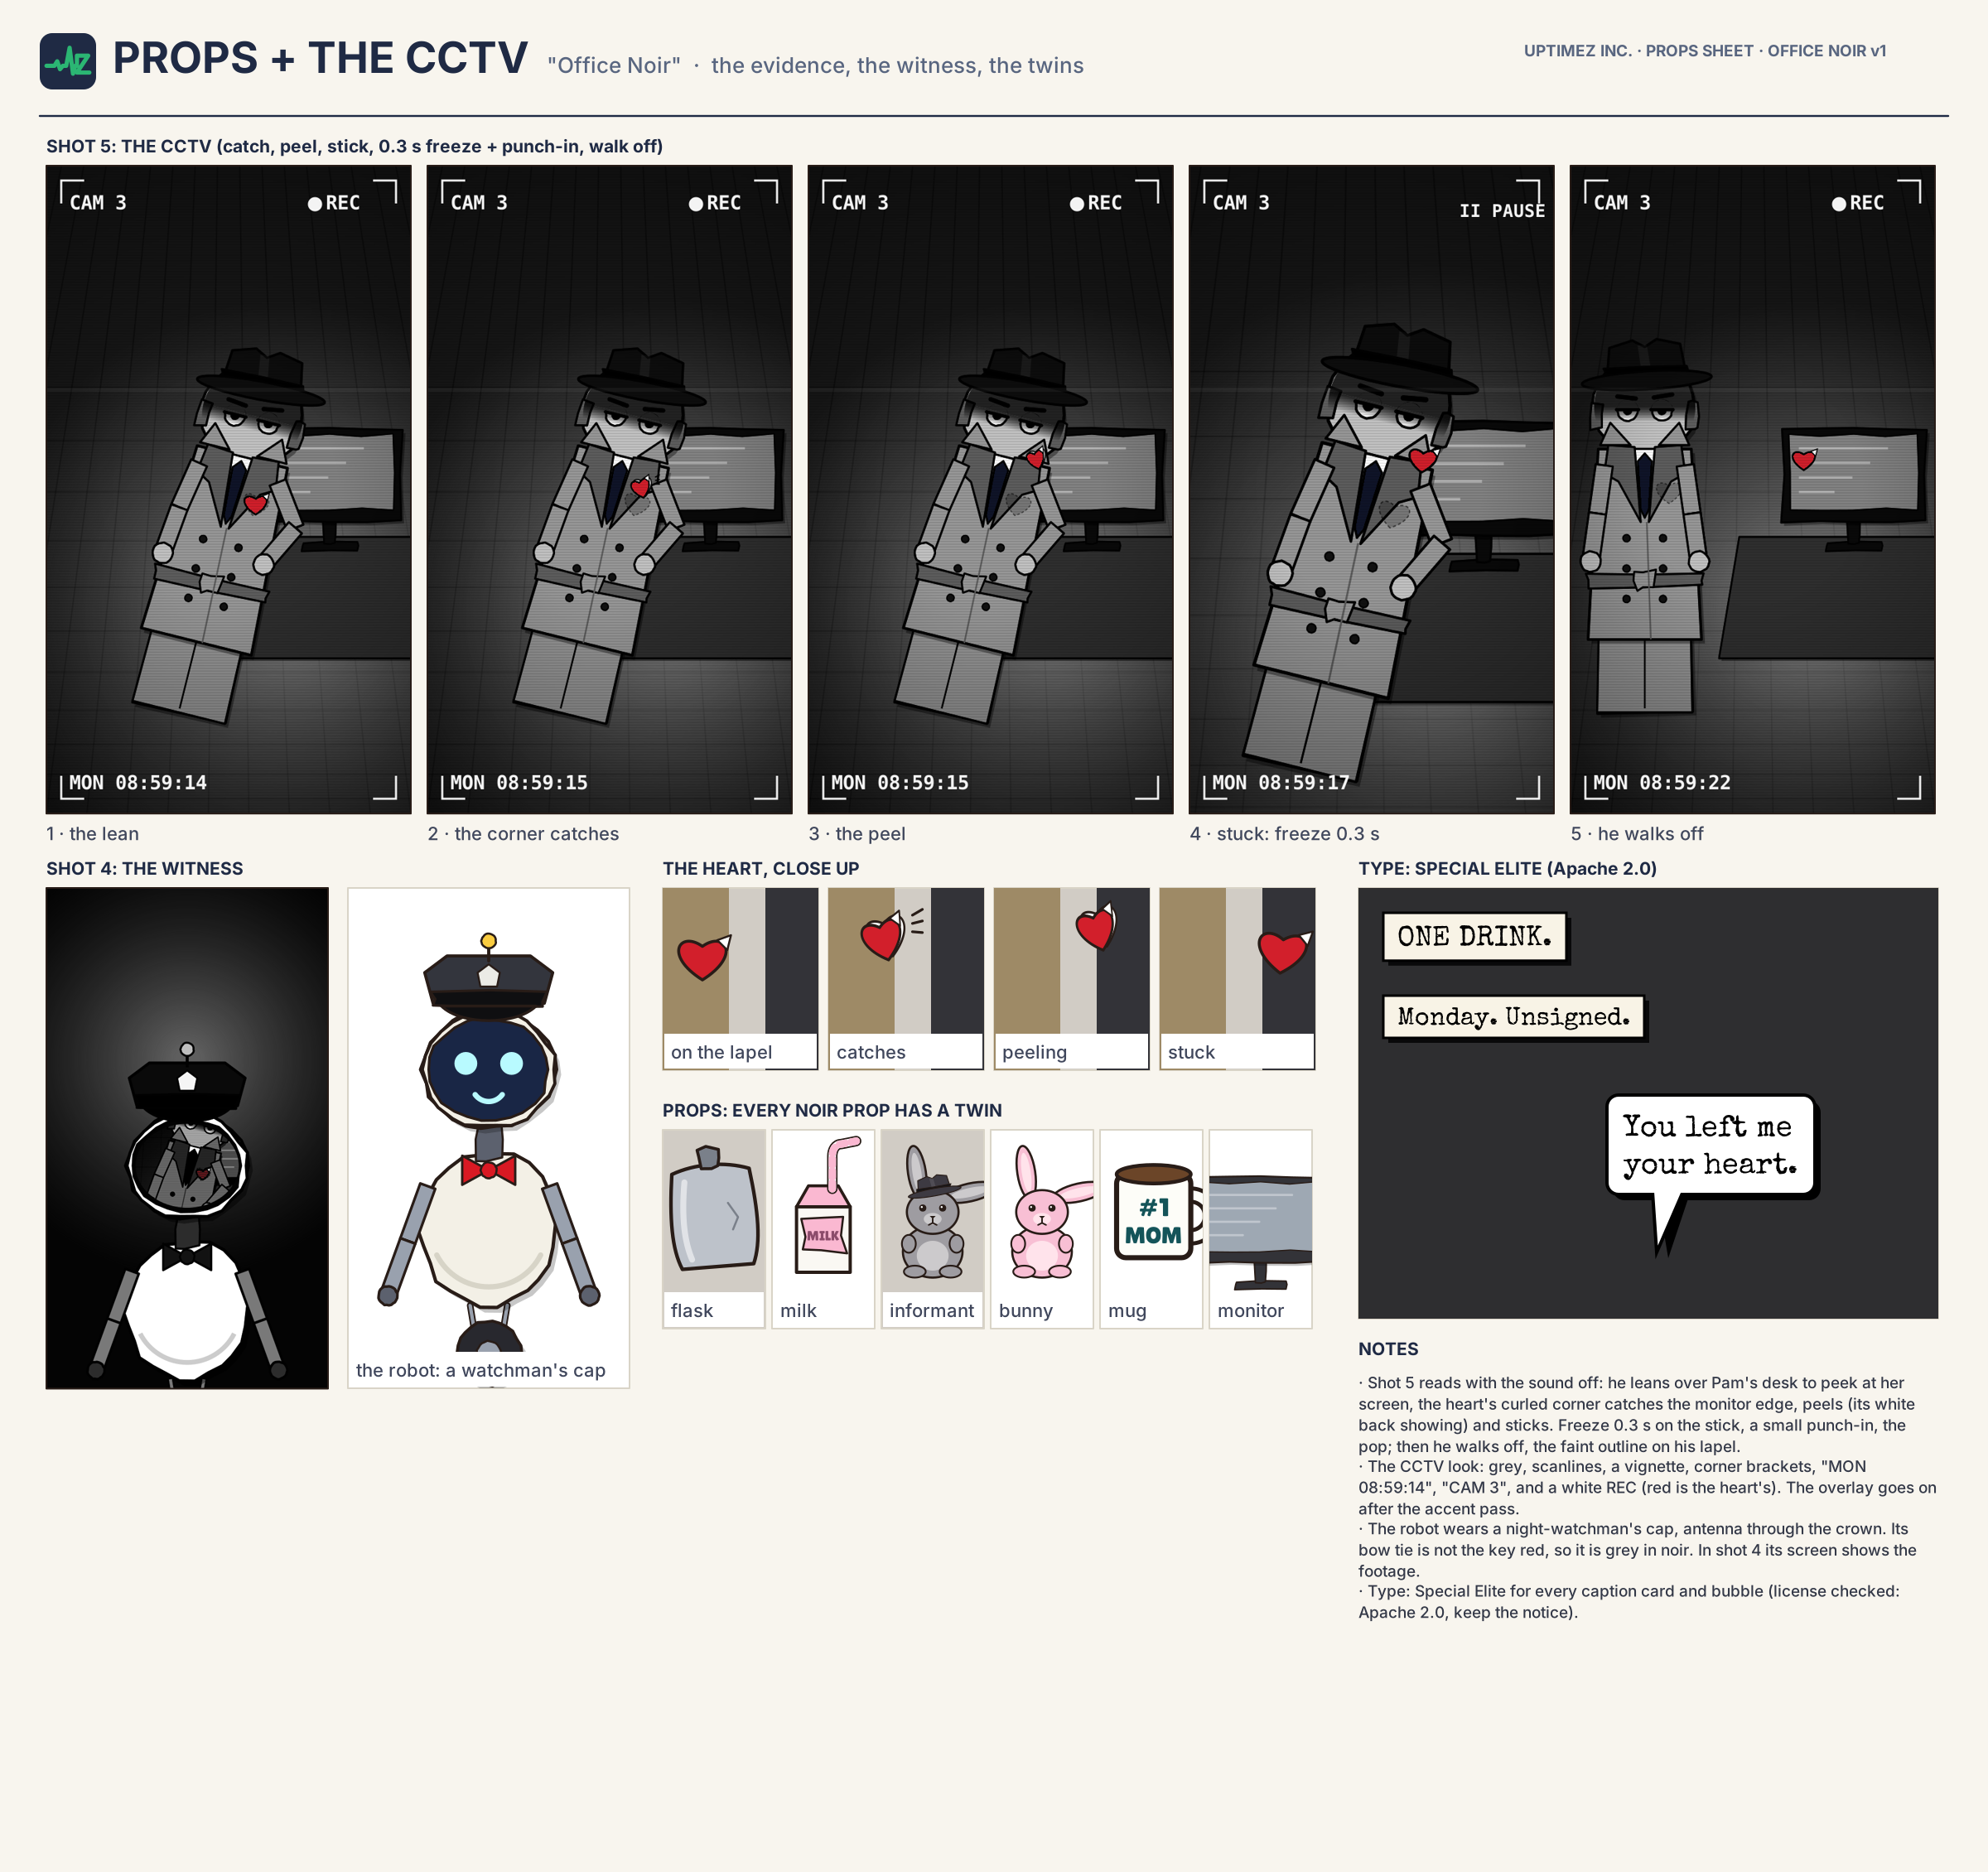 PROPS + THE CCTV
"Office Noir" · the evidence, the witness, the twins
UPTIMEZ INC. · PROPS SHEET · OFFICE NOIR v1
SHOT 5: THE CCTV (catch, peel, stick, 0.3 s freeze + punch-in, walk off)
CAM 3
REC
MON 08:59:14
1 · the lean
CAM 3
REC
MON 08:59:15
2 · the corner catches
CAM 3
REC
MON 08:59:15
3 · the peel
CAM 3
II PAUSE
MON 08:59:17
4 · stuck: freeze 0.3 s
CAM 3
REC
MON 08:59:22
5 · he walks off
SHOT 4: THE WITNESS
the robot: a watchman's cap
THE HEART, CLOSE UP
on the lapel
catches
peeling
stuck
PROPS: EVERY NOIR PROP HAS A TWIN
flask
MILK
milk
informant
bunny
#1
MOM
mug
monitor
TYPE: SPECIAL ELITE (Apache 2.0)
ONE DRINK.
Monday. Unsigned.
You left me
your heart.
NOTES
· Shot 5 reads with the sound off: he leans over Pam's desk to peek at her
screen, the heart's curled corner catches the monitor edge, peels (its white
back showing) and sticks. Freeze 0.3 s on the stick, a small punch-in, the
pop; then he walks off, the faint outline on his lapel.
· The CCTV look: grey, scanlines, a vignette, corner brackets, "MON
08:59:14", "CAM 3", and a white REC (red is the heart's). The overlay goes on
after the accent pass.
· The robot wears a night-watchman's cap, antenna through the crown. Its
bow tie is not the key red, so it is grey in noir. In shot 4 its screen shows the
footage.
· Type: Special Elite for every caption card and bubble (license checked:
Apache 2.0, keep the notice).